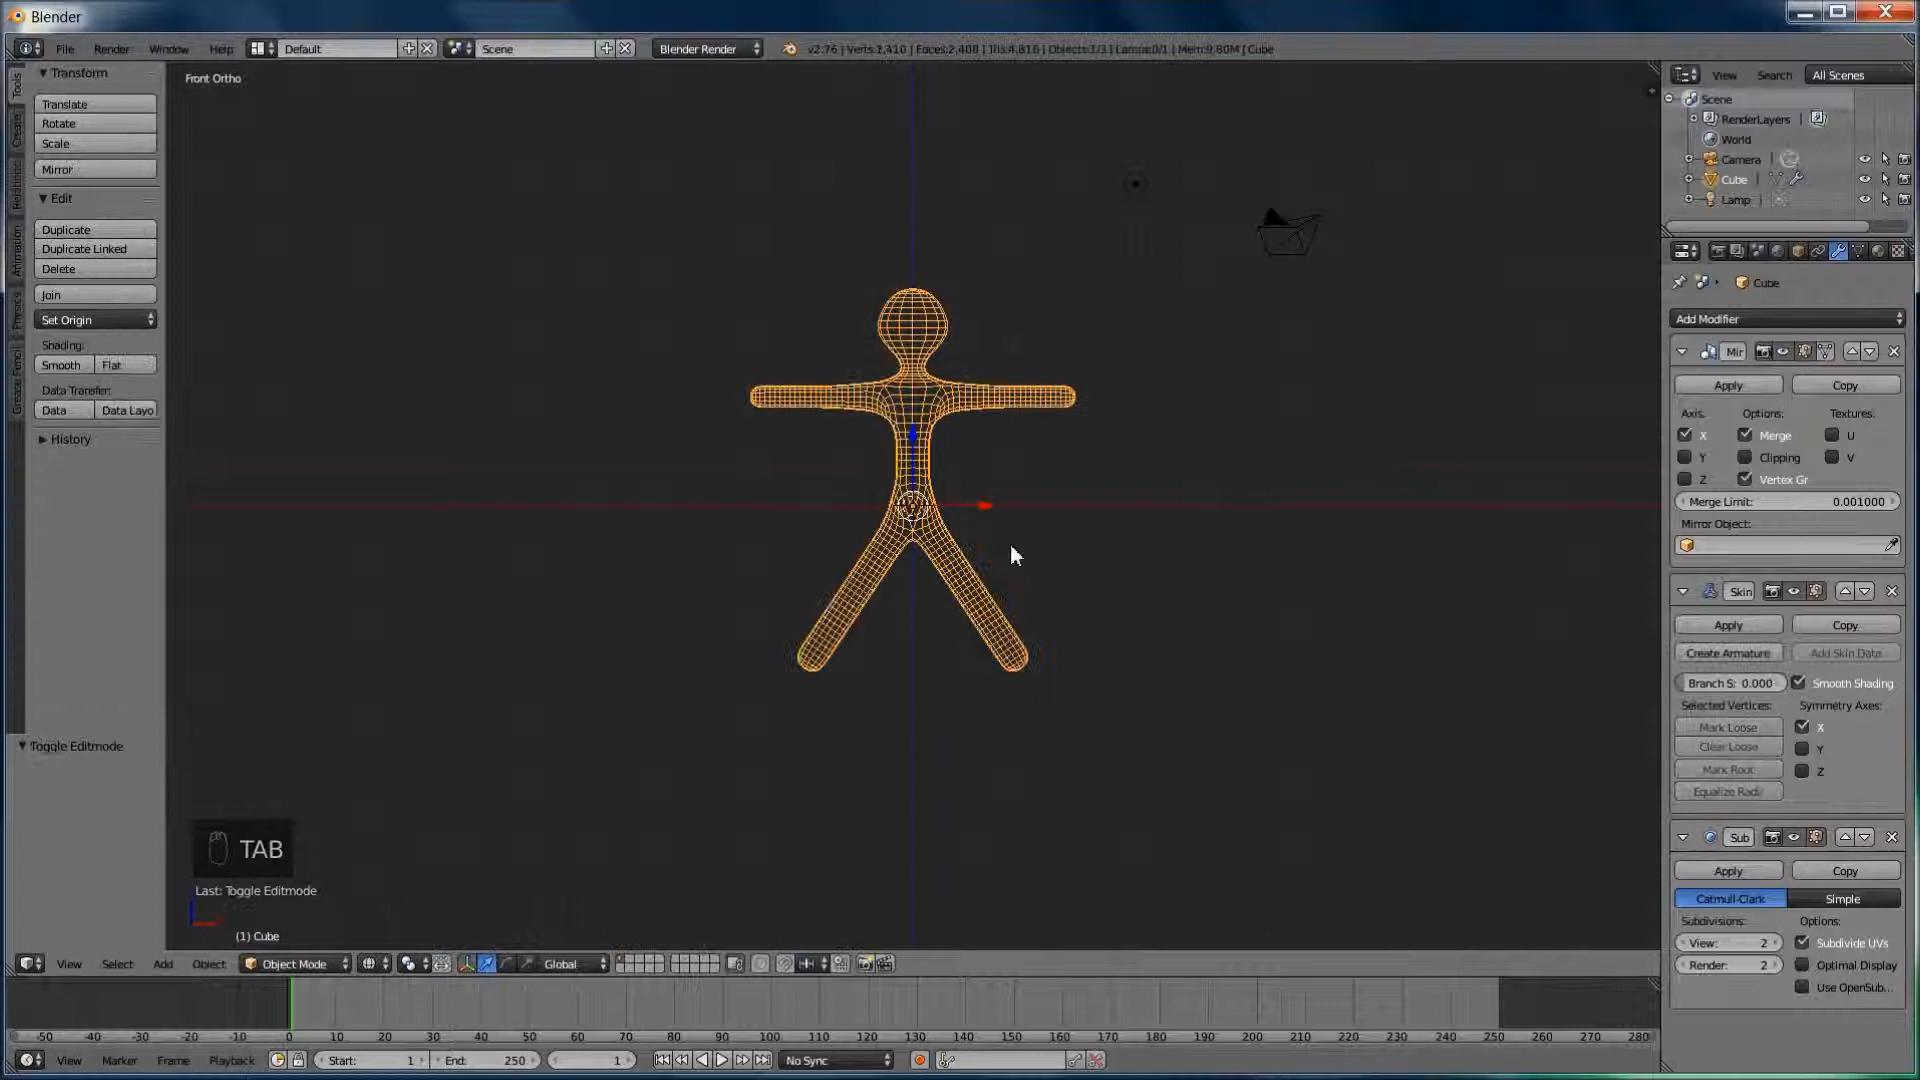 Blender
File Render Window Help Default Scene Blender Render v2.76 | Verts:2,410 | Faces:2,408 | Tris:4,816 | Objects:1/3 | Lamps:0/1 | Mem:9.80M | Cube
Transform
Front Ortho
View Search All Scenes
Tools
Create
Relations
Animation
Physics
Grease Pencil
Translate
Rotate
Scale
Mirror
Edit
Duplicate
Duplicate Linked
Delete
Join
Set Origin
Shading:
Smooth Flat
Data Transfer:
Data Data Layo
History
Toggle Editmode
Scene
RenderLayers |
World
Camera |
Cube |
Lamp |
Cube
Add Modifier
Mir
Apply Copy
Axis: Options: Textures:
X Merge U
Y Clipping V
Z Vertex Gr
Merge Limit: 0.001000
Mirror Object:
Skin
Apply Copy
Create Armature Add Skin Data
Branch S: 0.000 Smooth Shading
Selected Vertices: Symmetry Axes:
Mark Loose X
Clear Loose Y
Mark Root Z
Equalize Radi
Sub
Apply Copy
Catmull-Clark Simple
Subdivisions: Options:
View: 2 Subdivide UVs
Render: 2 Optimal Display
Use OpenSub...
TAB
Last: Toggle Editmode
(1) Cube
View Select Add Object Object Mode Global
-50 -40 -30 -20 -10 0 10 20 30 40 50 60 70 80 90 100 110 120 130 140 150 160 170 180 190 200 210 220 230 240 250 260 270 280
View Marker Frame Playback Start: 1 End: 250 1 No Sync